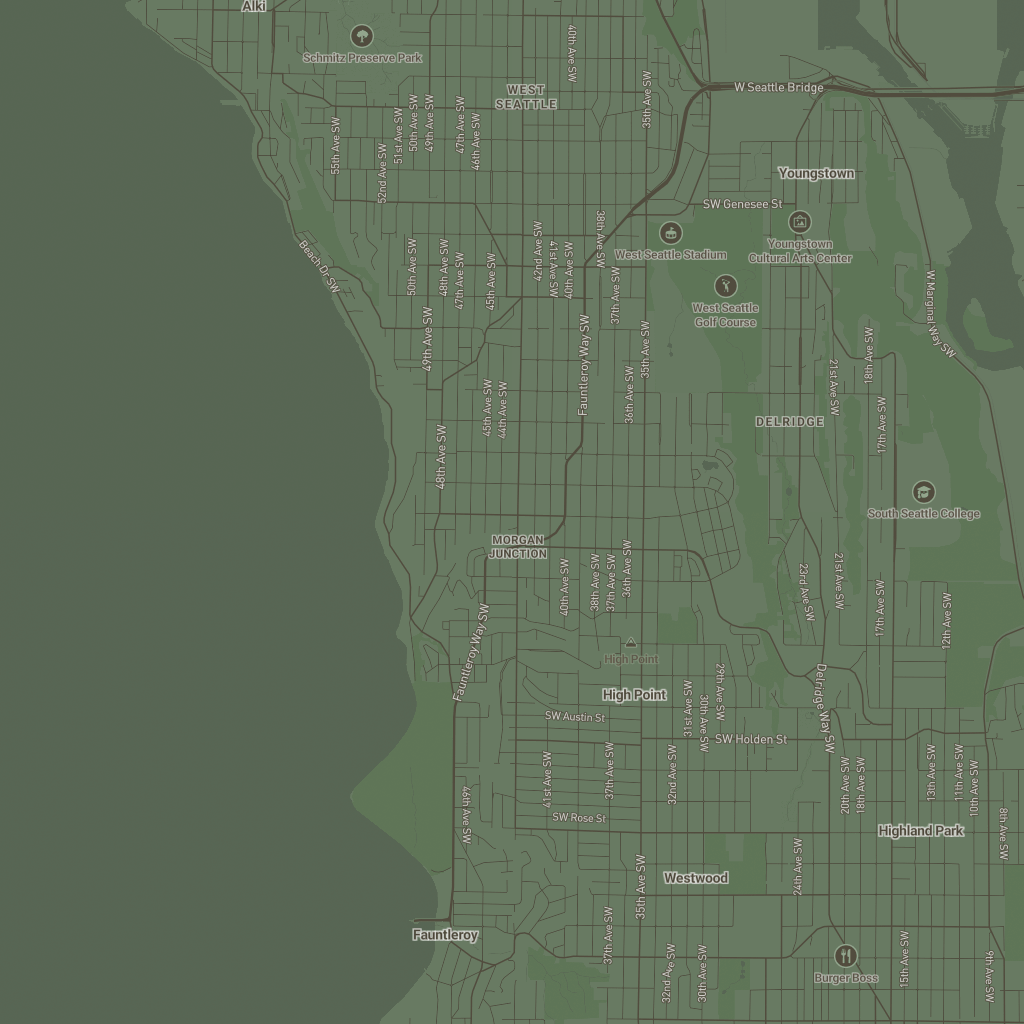 Alki
Schmitz Preserve Park
40th Ave SW
WEST
SEATTLE
35th Ave SW
W Seattle Bridge
55th Ave SW
52nd Ave SW
51st Ave SW
50th Ave SW
49th Ave SW
47th Ave SW
46th Ave SW
Youngstown
SW Genesee St
Beach Dr SW
50th Ave SW
48th Ave SW
47th Ave SW
45th Ave SW
42nd Ave SW
41st Ave SW
40th Ave SW
38th Ave SW
37th Ave SW
West Seattle Stadium
Youngstown
Cultural Arts Center
West Seattle
Golf Course
W Marginal Way SW
49th Ave SW
Fauntleroy Way SW
35th Ave SW
36th Ave SW
21st Ave SW
18th Ave SW
17th Ave SW
45th Ave SW
44th Ave SW
48th Ave SW
DELRIDGE
South Seattle College
MORGAN
JUNCTION
40th Ave SW
38th Ave SW
37th Ave SW
36th Ave SW
23rd Ave SW
21st Ave SW
17th Ave SW
12th Ave SW
Fauntleroy Way SW
High Point
High Point
31st Ave SW
30th Ave SW
29th Ave SW
Delridge Way SW
SW Austin St
SW Holden St
46th Ave SW
41st Ave SW
37th Ave SW
32nd Ave SW
20th Ave SW
18th Ave SW
13th Ave SW
11th Ave SW
10th Ave SW
8th Ave SW
SW Rose St
Highland Park
Westwood
35th Ave SW
24th Ave SW
Fauntleroy
37th Ave SW
32nd Ave SW
30th Ave SW
Burger Boss
15th Ave SW
9th Ave SW